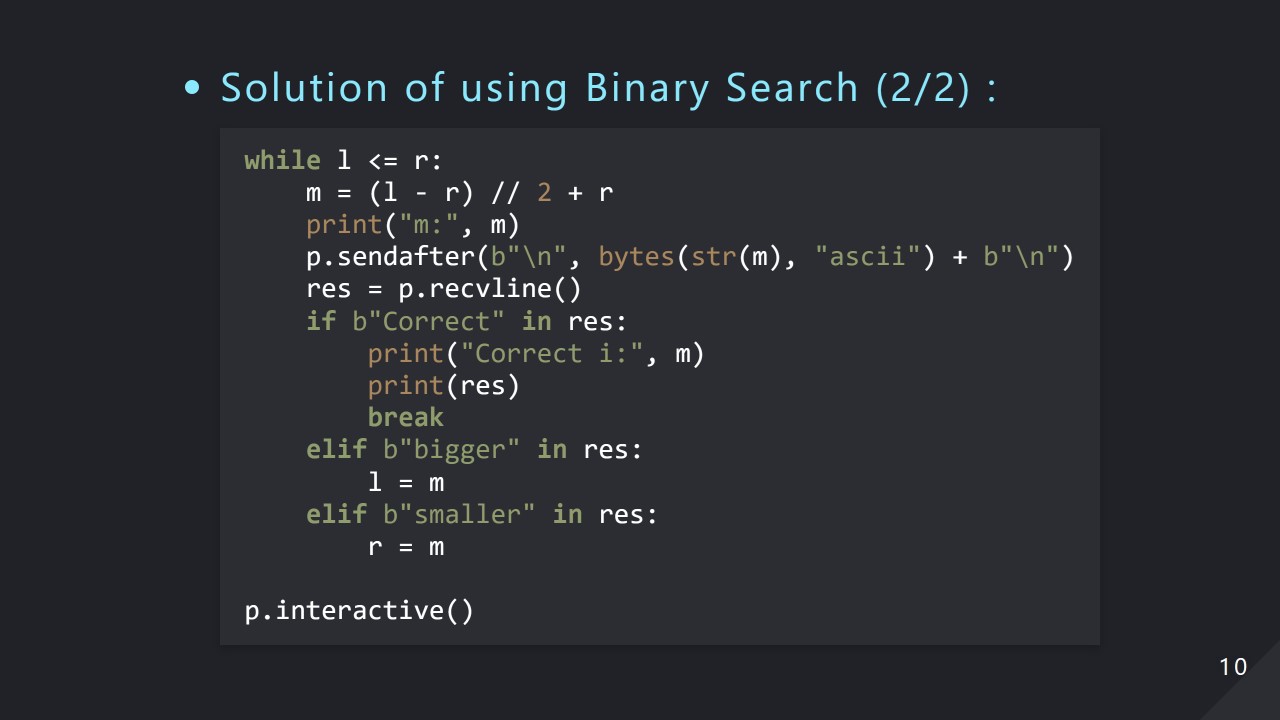 • Solution of using Binary Search (2/2) :
while l <= r:
    m = (l - r) // 2 + r
    print("m:", m)
    p.sendafter(b"\n", bytes(str(m), "ascii") + b"\n")
    res = p.recvline()
    if b"Correct" in res:
        print("Correct i:", m)
        print(res)
        break
    elif b"bigger" in res:
        l = m
    elif b"smaller" in res:
        r = m

p.interactive()
10